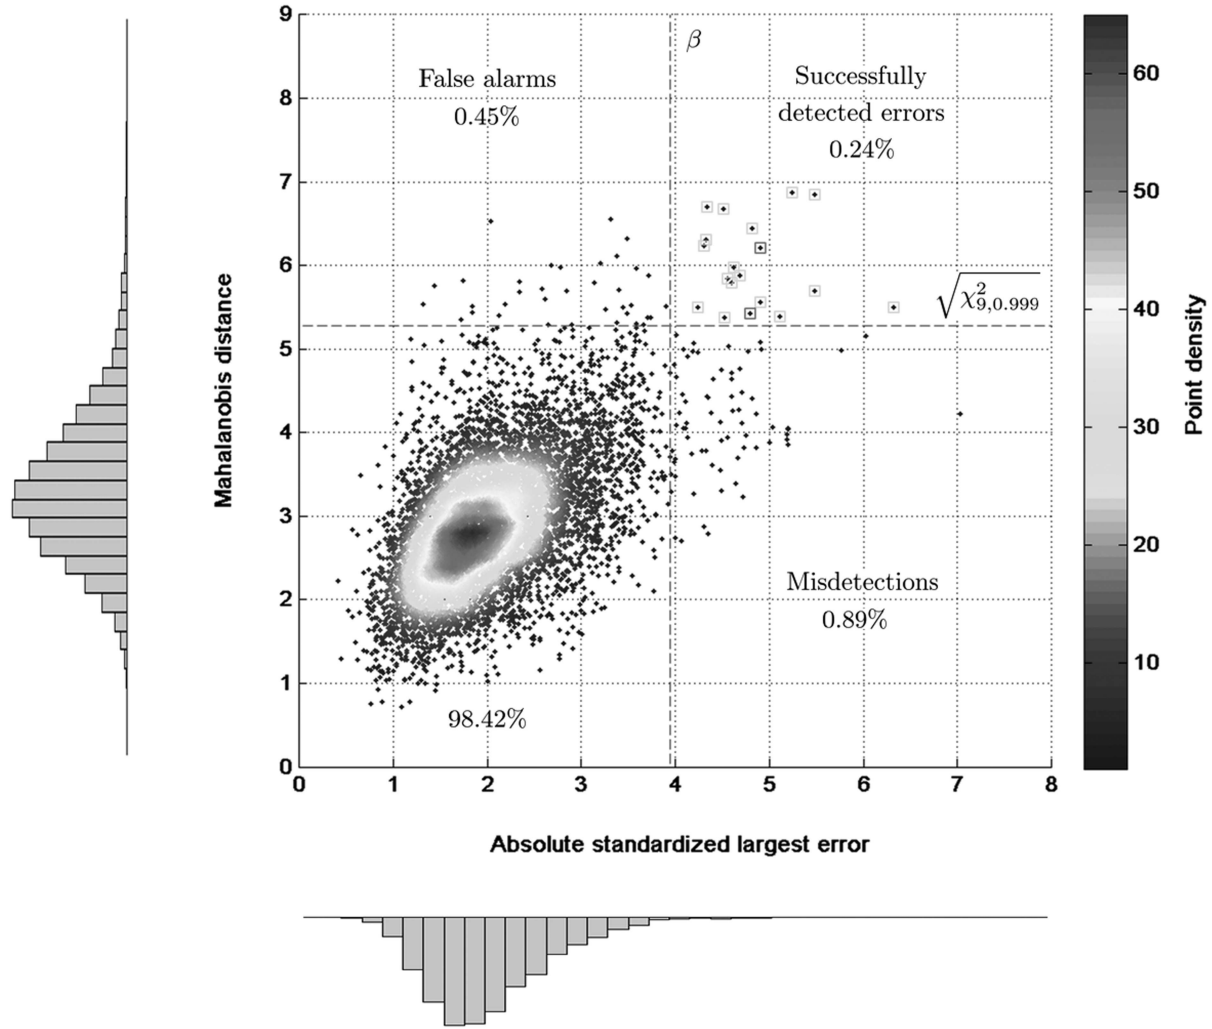 9
8
7
6
5
4
3
2
1
0
0 1 2 3 4 5 6 7 8
Mahalanobis distance
Absolute standardized largest error
False alarms
0.45%
β
Successfully
detected errors
0.24%
√χ²9,0.999
Misdetections
0.89%
98.42%
60
50
40
30
20
10
Point density